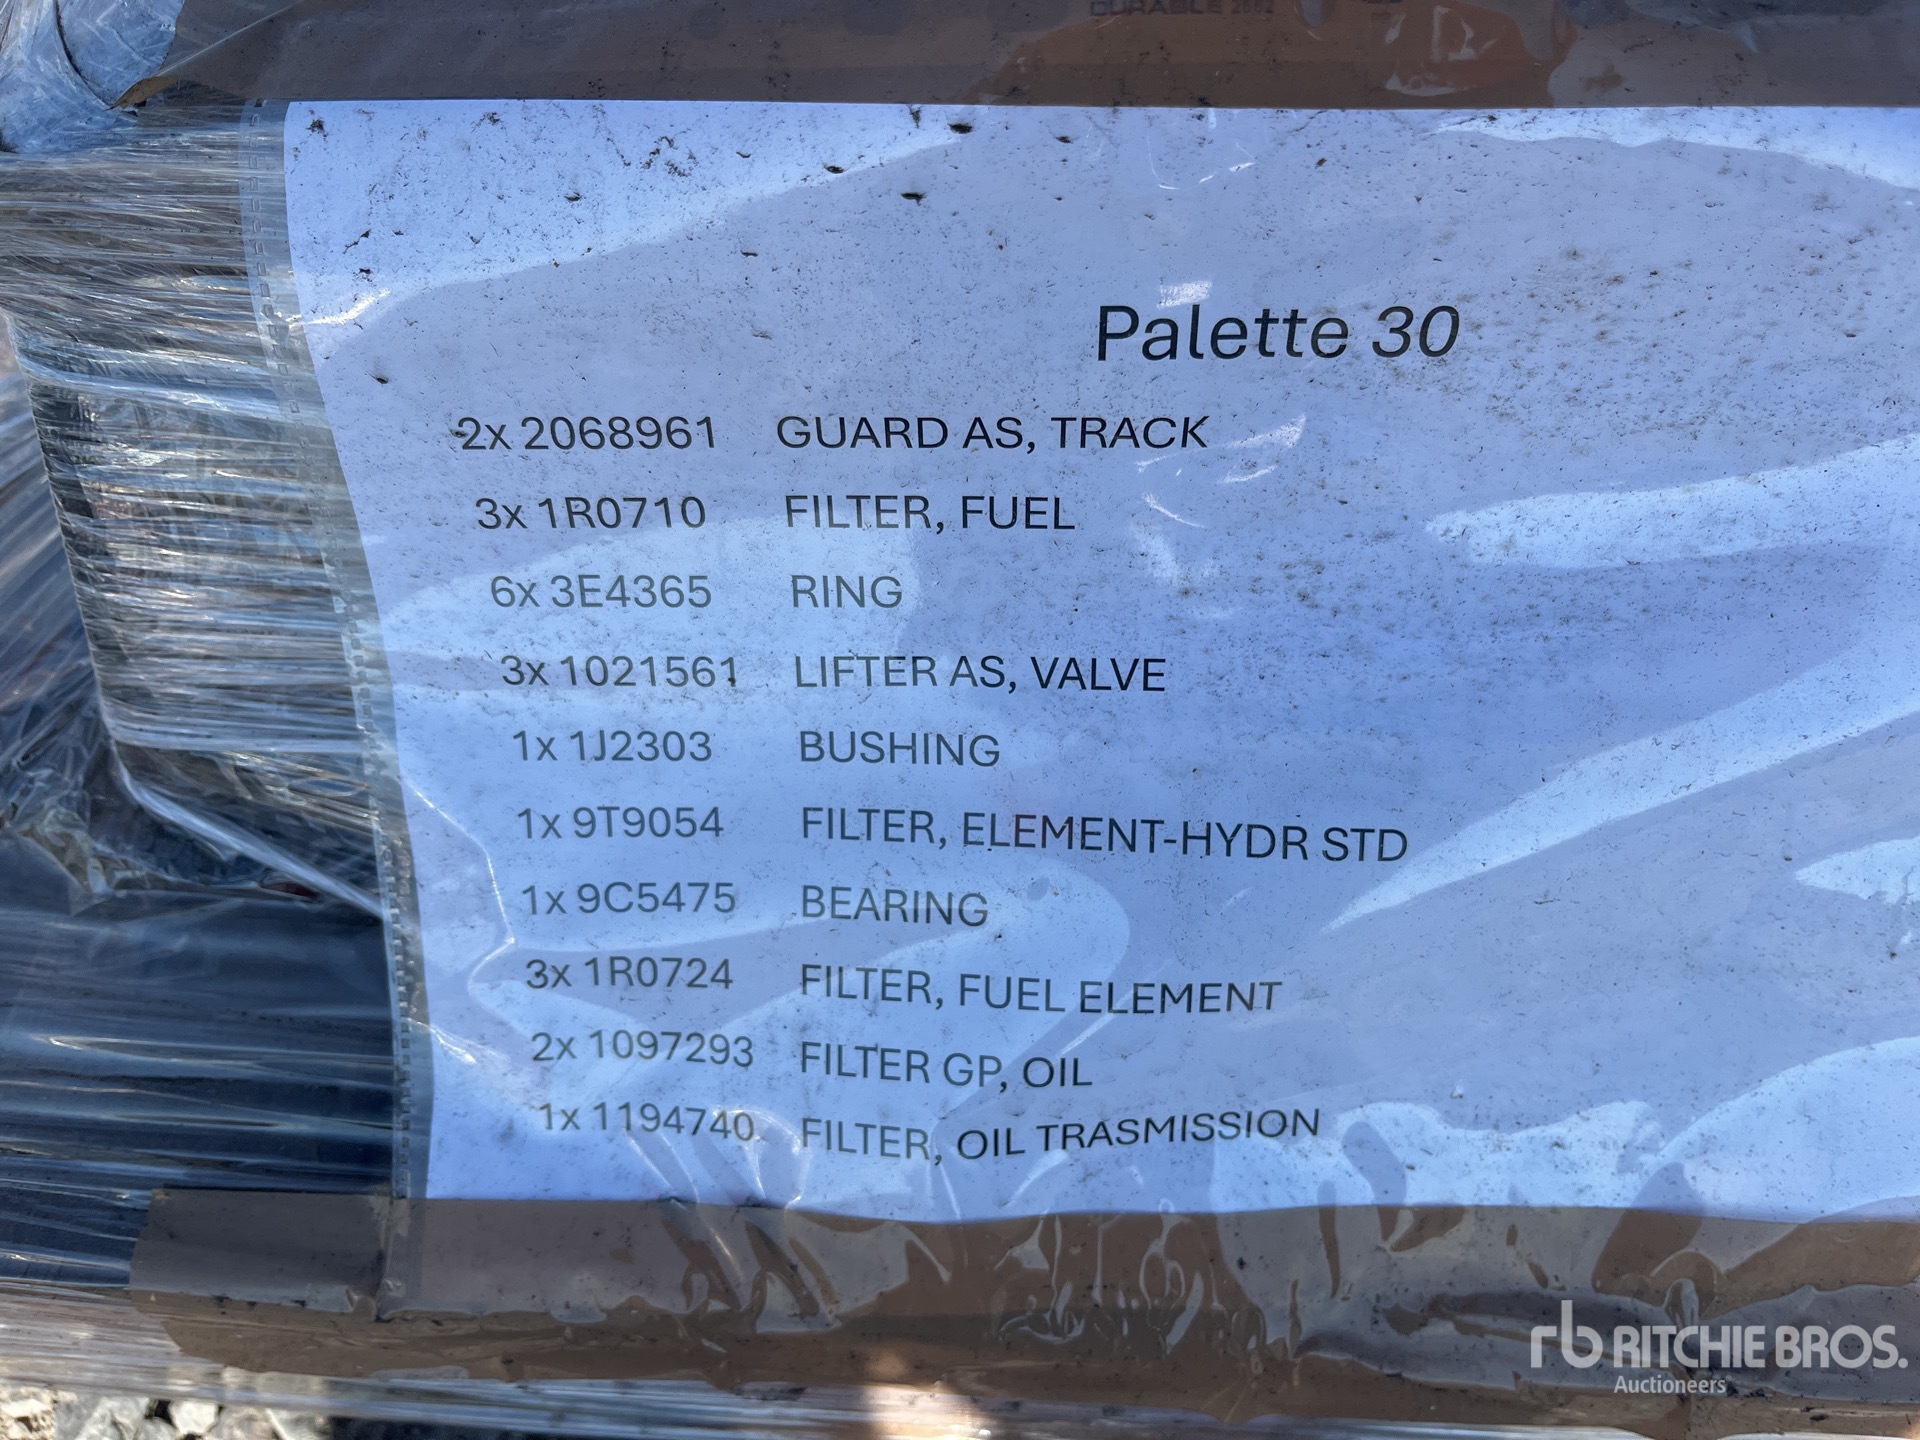 DURABLE
Palette 30
2x 2068961 GUARD AS, TRACK
3x 1R0710 FILTER, FUEL
6x 3E4365 RING
3x 1021561 LIFTER AS, VALVE
1x 1J2303 BUSHING
1x 9T9054 FILTER, ELEMENT-HYDR STD
1x 9C5475 BEARING
3x 1R0724 FILTER, FUEL ELEMENT
2x 1097293 FILTER GP, OIL
1x 1194740 FILTER, OIL TRASMISSION
rb RITCHIE BROS.
Auctioneers